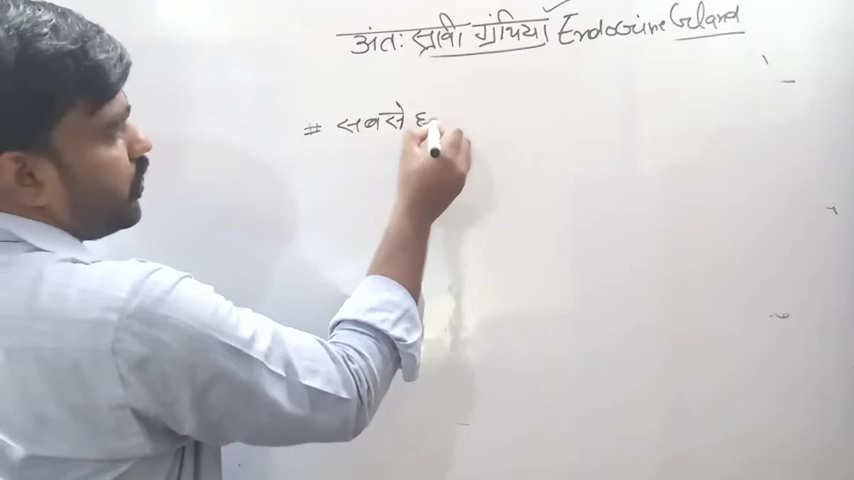 अंतः स्रावी ग्रंथियां Endocrine Gland
# सबसे